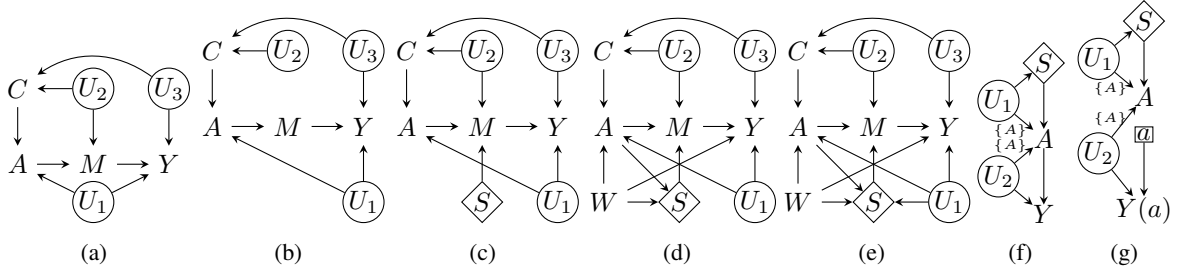 C U₂ U₃
A M Y
U₁
(a)
C U₂ U₃
A M Y
U₁
(b)
C U₂ U₃
A M Y
S U₁
(c)
C U₂ U₃
A M Y
W S U₁
(d)
C U₂ U₃
A M Y
W S U₁
(e)
S
U₁
{A}
A
{A}
U₂
Y
(f)
S
U₁
{A}
A
{A}
a
U₂
Y(a)
(g)